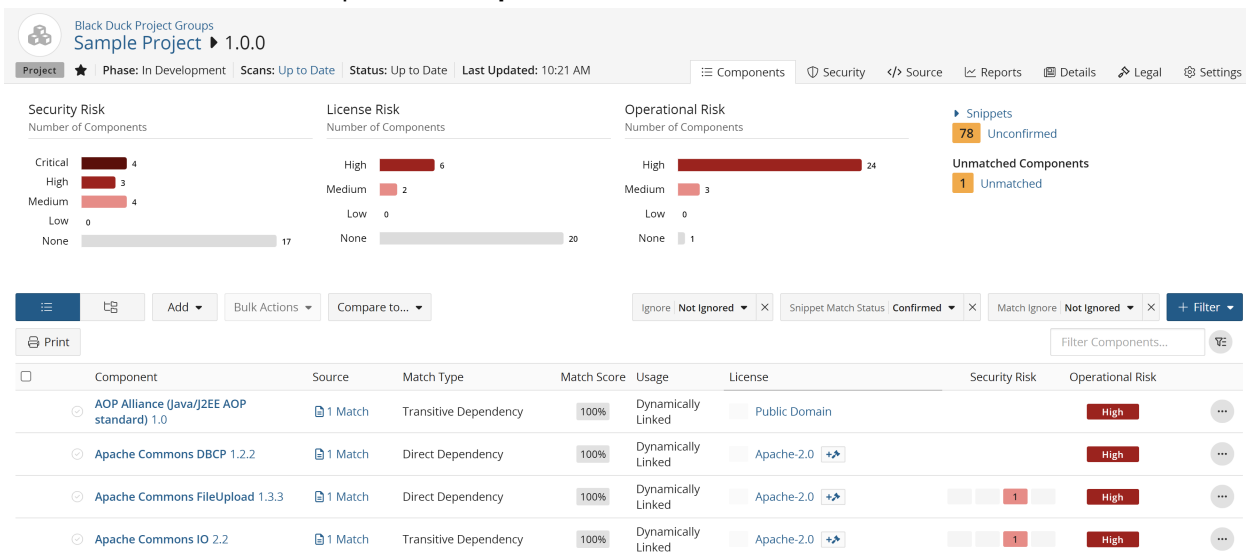 Black Duck Project Groups
Sample Project ▶ 1.0.0
Project ★ Phase: In Development Scans: Up to Date Status: Up to Date Last Updated: 10:21 AM
Components Security </> Source Reports Details Legal Settings
Security Risk
Number of Components
Critical 4
High 3
Medium 4
Low 0
None 17
License Risk
Number of Components
High 6
Medium 2
Low 0
None 20
Operational Risk
Number of Components
High 24
Medium 3
Low 0
None 1
Snippets
78 Unconfirmed
Unmatched Components
1 Unmatched
Add Bulk Actions Compare to...
Ignore Not Ignored × Snippet Match Status Confirmed × Match Ignore Not Ignored × + Filter
Print Filter Components...
Component Source Match Type Match Score Usage License Security Risk Operational Risk
AOP Alliance (Java/J2EE AOP
standard) 1.0 1 Match Transitive Dependency 100% Dynamically
Linked Public Domain High ...
Apache Commons DBCP 1.2.2 1 Match Direct Dependency 100% Dynamically
Linked Apache-2.0 High ...
Apache Commons FileUpload 1.3.3 1 Match Direct Dependency 100% Dynamically
Linked Apache-2.0 1 High ...
Apache Commons IO 2.2 1 Match Transitive Dependency 100% Dynamically
Linked Apache-2.0 1 High ...